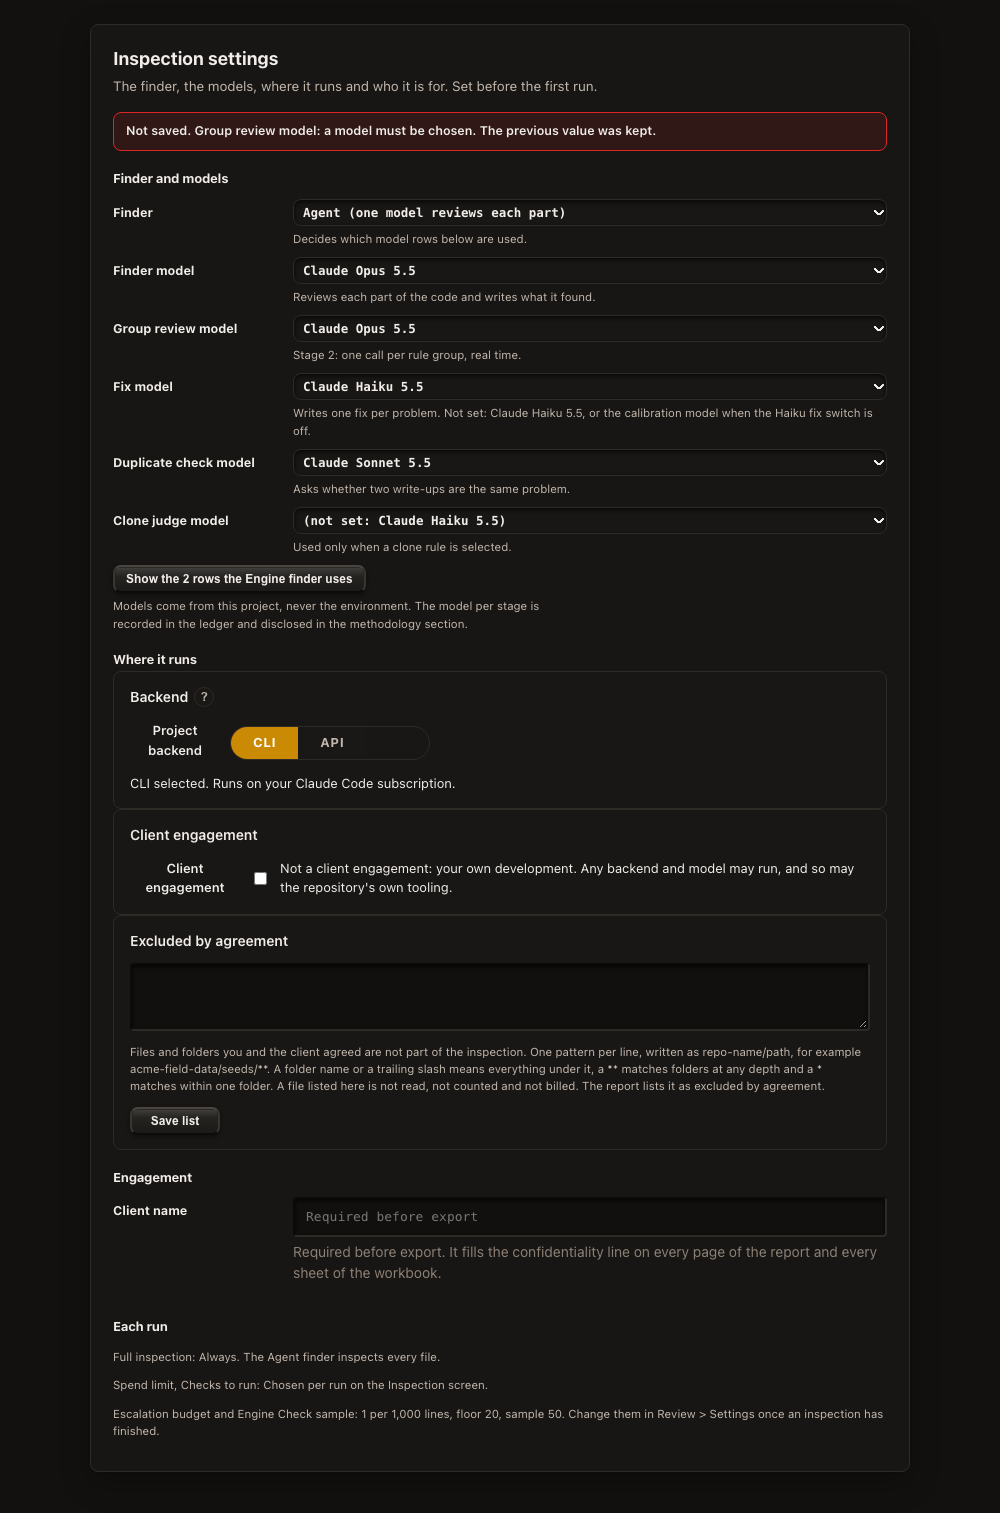 Inspection settings
The finder, the models, where it runs and who it is for. Set before the first run.
Not saved. Group review model: a model must be chosen. The previous value was kept.
Finder and models
Finder
Agent (one model reviews each part)
Decides which model rows below are used.
Finder model
Claude Opus 5.5
Reviews each part of the code and writes what it found.
Group review model
Claude Opus 5.5
Stage 2: one call per rule group, real time.
Fix model
Claude Haiku 5.5
Writes one fix per problem. Not set: Claude Haiku 5.5, or the calibration model when the Haiku fix switch is
off.
Duplicate check model
Claude Sonnet 5.5
Asks whether two write-ups are the same problem.
Clone judge model
(not set: Claude Haiku 5.5)
Used only when a clone rule is selected.
Show the 2 rows the Engine finder uses
Models come from this project, never the environment. The model per stage is
recorded in the ledger and disclosed in the methodology section.
Where it runs
Backend ?
Project
backend
CLI
API
CLI selected. Runs on your Claude Code subscription.
Client engagement
Client
engagement
Not a client engagement: your own development. Any backend and model may run, and so may
the repository's own tooling.
Excluded by agreement
Files and folders you and the client agreed are not part of the inspection. One pattern per line, written as repo-name/path, for example
acme-field-data/seeds/**. A folder name or a trailing slash means everything under it, a ** matches folders at any depth and a *
matches within one folder. A file listed here is not read, not counted and not billed. The report lists it as excluded by agreement.
Save list
Engagement
Client name
Required before export
Required before export. It fills the confidentiality line on every page of the report and every
sheet of the workbook.
Each run
Full inspection: Always. The Agent finder inspects every file.
Spend limit, Checks to run: Chosen per run on the Inspection screen.
Escalation budget and Engine Check sample: 1 per 1,000 lines, floor 20, sample 50. Change them in Review > Settings once an inspection has
finished.